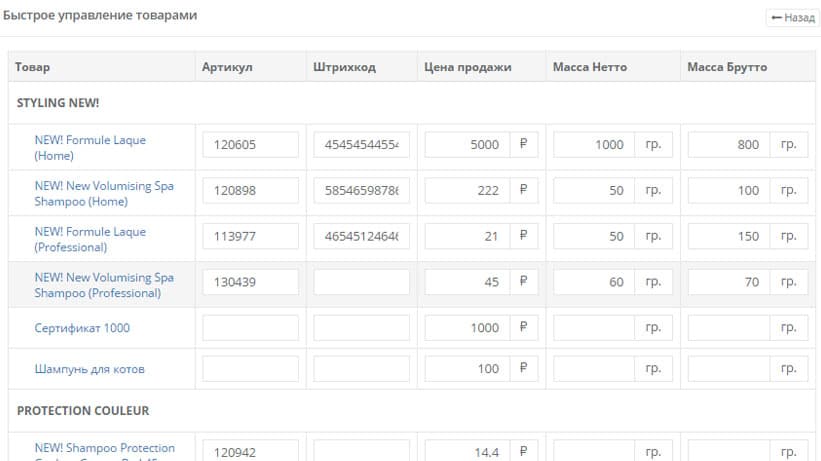 Быстрое управление товарами
Назад
Товар Артикул Штрихкод Цена продажи Масса Нетто Масса Брутто
STYLING NEW!
NEW! Formule Laque
(Home)
120605 45454544554 5000 ₽ 1000 гр. 800 гр.
NEW! New Volumising Spa
Shampoo (Home)
120898 58546598786 222 ₽ 50 гр. 100 гр.
NEW! Formule Laque
(Professional)
113977 46545124646 21 ₽ 50 гр. 150 гр.
NEW! New Volumising Spa
Shampoo (Professional)
130439 45 ₽ 60 гр. 70 гр.
Сертификат 1000 1000 ₽ гр. гр.
Шампунь для котов 100 ₽ гр. гр.
PROTECTION COULEUR
NEW! Shampoo Protection
120942 14.4 ₽ гр. гр.